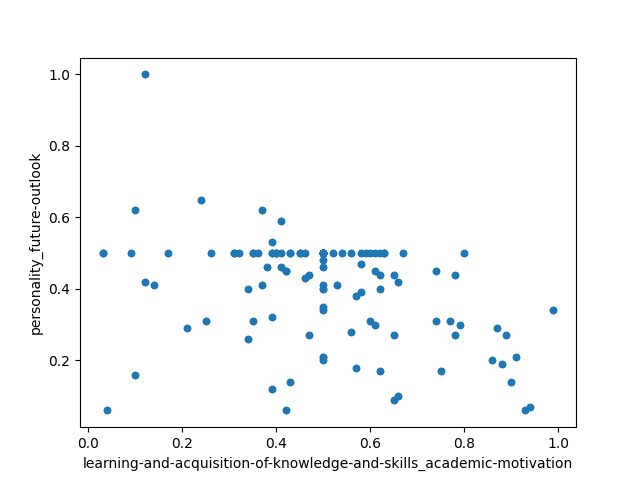 1.0
0.8
0.6
0.4
0.2
personality_future-outlook
0.0 0.2 0.4 0.6 0.8 1.0
learning-and-acquisition-of-knowledge-and-skills_academic-motivation